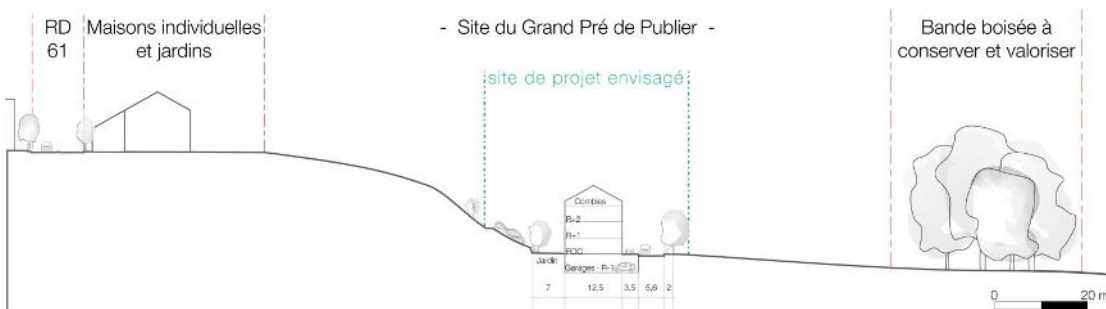 RD
61
Maisons individuelles
et jardins
- Site du Grand Pré de Publier -
Bande boisée à
conserver et valoriser
site de projet envisagé
Combles
R+2
R+1
RDC
Jardin
Garages - R-1
7
12,5
3,5
5,6
2
0
20 m